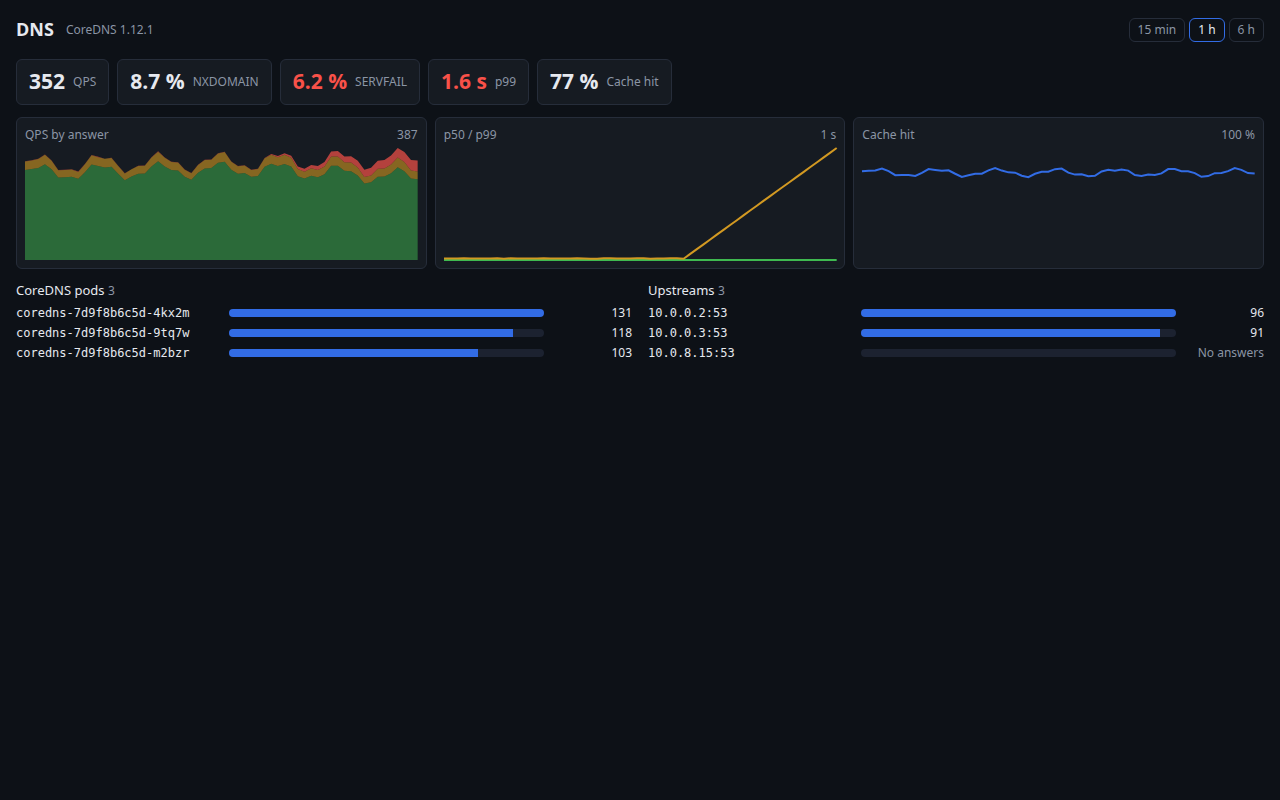 DNS CoreDNS 1.12.1 15 min 1 h 6 h
352 QPS 8.7 % NXDOMAIN 6.2 % SERVFAIL 1.6 s p99 77 % Cache hit
QPS by answer 387
p50 / p99 1 s
Cache hit 100 %
CoreDNS pods 3
coredns-7d9f8b6c5d-4kx2m 131
coredns-7d9f8b6c5d-9tq7w 118
coredns-7d9f8b6c5d-m2bzr 103
Upstreams 3
10.0.0.2:53 96
10.0.0.3:53 91
10.0.8.15:53 No answers